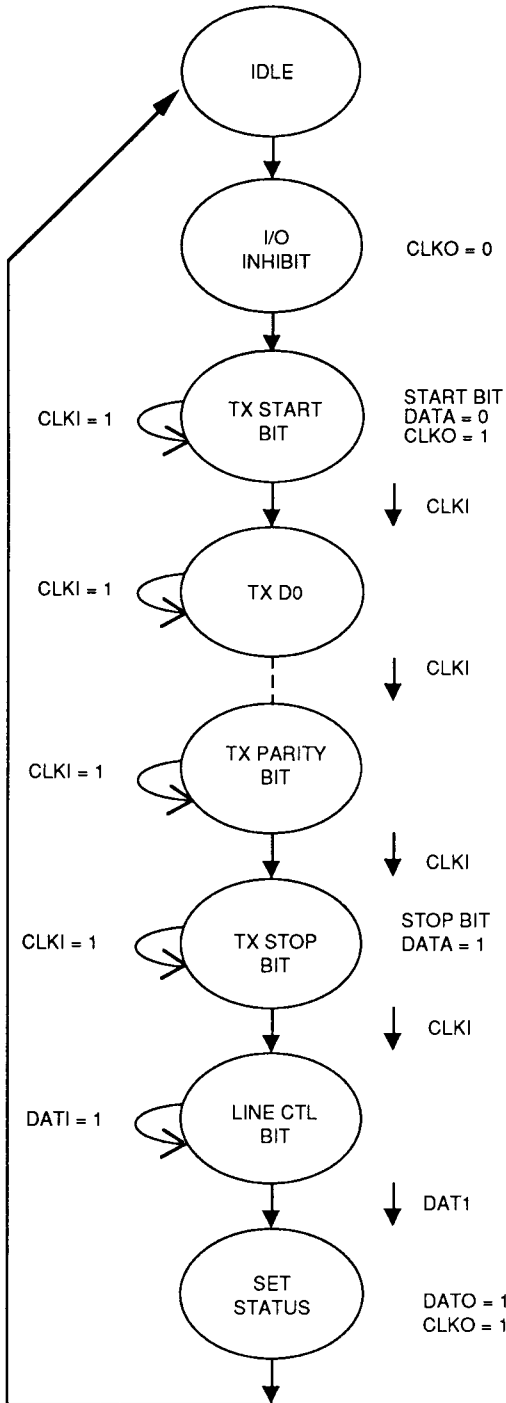 IDLE
I/O
INHIBIT
CLKO = 0
CLKI = 1
TX START
BIT
START BIT
DATA = 0
CLKO = 1
CLKI
CLKI = 1
TX D0
CLKI
CLKI = 1
TX PARITY
BIT
CLKI
CLKI = 1
TX STOP
BIT
STOP BIT
DATA = 1
CLKI
DATI = 1
LINE CTL
BIT
DAT1
SET
STATUS
DATO = 1
CLKO = 1